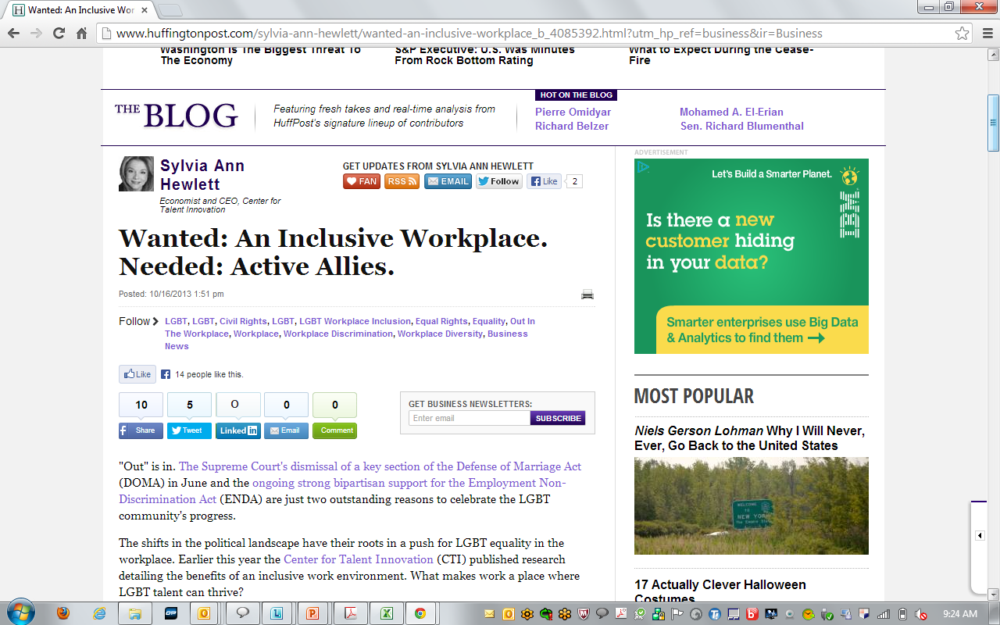 Wanted: An Inclusive Wor
www.huffingtonpost.com/sylvia-ann-hewlett/wanted-an-inclusive-workplace_b_4085392.html?utm_hp_ref=business&ir=Business
Washington Is The Biggest Threat To
The Economy
S&P Executive: U.S. Was Minutes
From Rock Bottom Rating
What to Expect During the Cease-
Fire
THE BLOG
Featuring fresh takes and real-time analysis from
HuffPost's signature lineup of contributors
HOT ON THE BLOG
Pierre Omidyar
Richard Belzer
Mohamed A. El-Erian
Sen. Richard Blumenthal
Sylvia Ann
Hewlett
Economist and CEO, Center for
Talent Innovation
GET UPDATES FROM SYLVIA ANN HEWLETT
FAN RSS EMAIL Follow Like 2
Wanted: An Inclusive Workplace.
Needed: Active Allies.
Posted: 10/16/2013 1:51 pm
Follow LGBT, LGBT, Civil Rights, LGBT, LGBT Workplace Inclusion, Equal Rights, Equality, Out In
The Workplace, Workplace, Workplace Discrimination, Workplace Diversity, Business
News
Like 14 people like this.
10 5 0 0 0
Share Tweet Linked in Email Comment
GET BUSINESS NEWSLETTERS:
Enter email SUBSCRIBE
"Out" is in. The Supreme Court's dismissal of a key section of the Defense of Marriage Act
(DOMA) in June and the ongoing strong bipartisan support for the Employment Non-
Discrimination Act (ENDA) are just two outstanding reasons to celebrate the LGBT
community's progress.
The shifts in the political landscape have their roots in a push for LGBT equality in the
workplace. Earlier this year the Center for Talent Innovation (CTI) published research
detailing the benefits of an inclusive work environment. What makes work a place where
LGBT talent can thrive?
ADVERTISEMENT
Let's Build a Smarter Planet.
IBM
Is there a new
customer hiding
in your data?
Smarter enterprises use Big Data
& Analytics to find them
MOST POPULAR
Niels Gerson Lohman Why I Will Never,
Ever, Go Back to the United States
WELCOME
TO
NEW YORK
17 Actually Clever Halloween
Costumes
9:24 AM